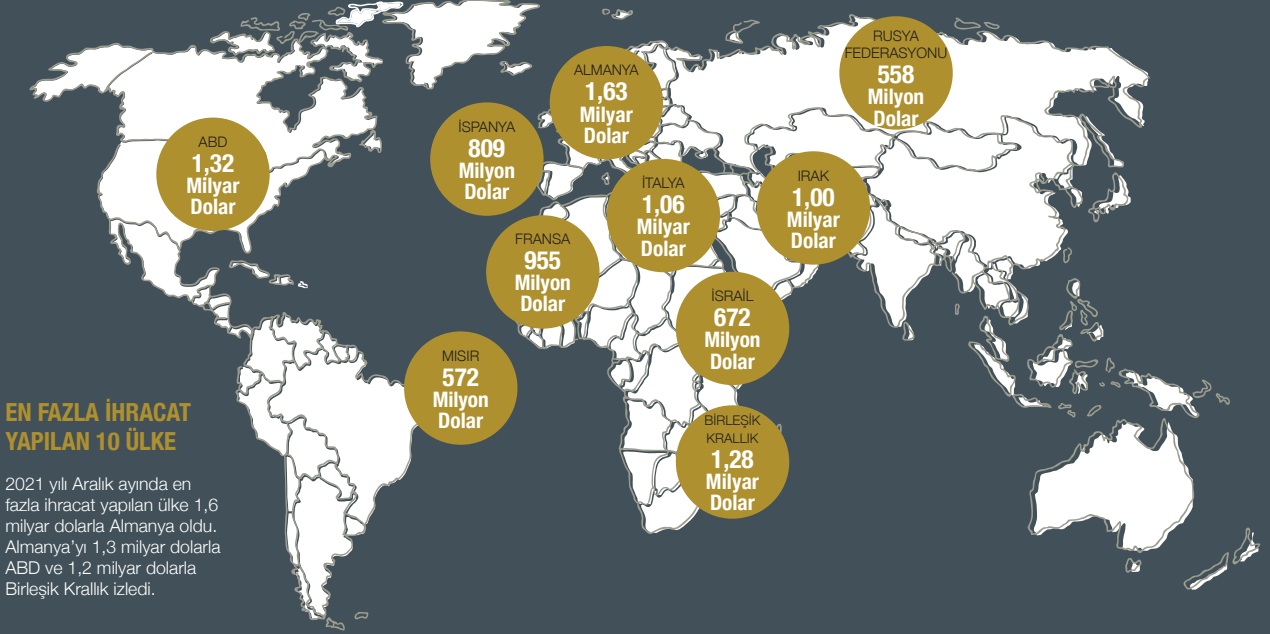 RUSYA
FEDERASYONU
558
Milyon
Dolar
ALMANYA
1,63
Milyar
Dolar
İSPANYA
809
Milyon
Dolar
ABD
1,32
Milyar
Dolar
İTALYA
1,06
Milyar
Dolar
IRAK
1,00
Milyar
Dolar
FRANSA
955
Milyon
Dolar
İSRAİL
672
Milyon
Dolar
MISIR
572
Milyon
Dolar
BİRLEŞİK
KRALLIK
1,28
Milyar
Dolar
EN FAZLA İHRACAT
YAPILAN 10 ÜLKE
2021 yılı Aralık ayında en
fazla ihracat yapılan ülke 1,6
milyar dolarla Almanya oldu.
Almanya’yı 1,3 milyar dolarla
ABD ve 1,2 milyar dolarla
Birleşik Krallık izledi.